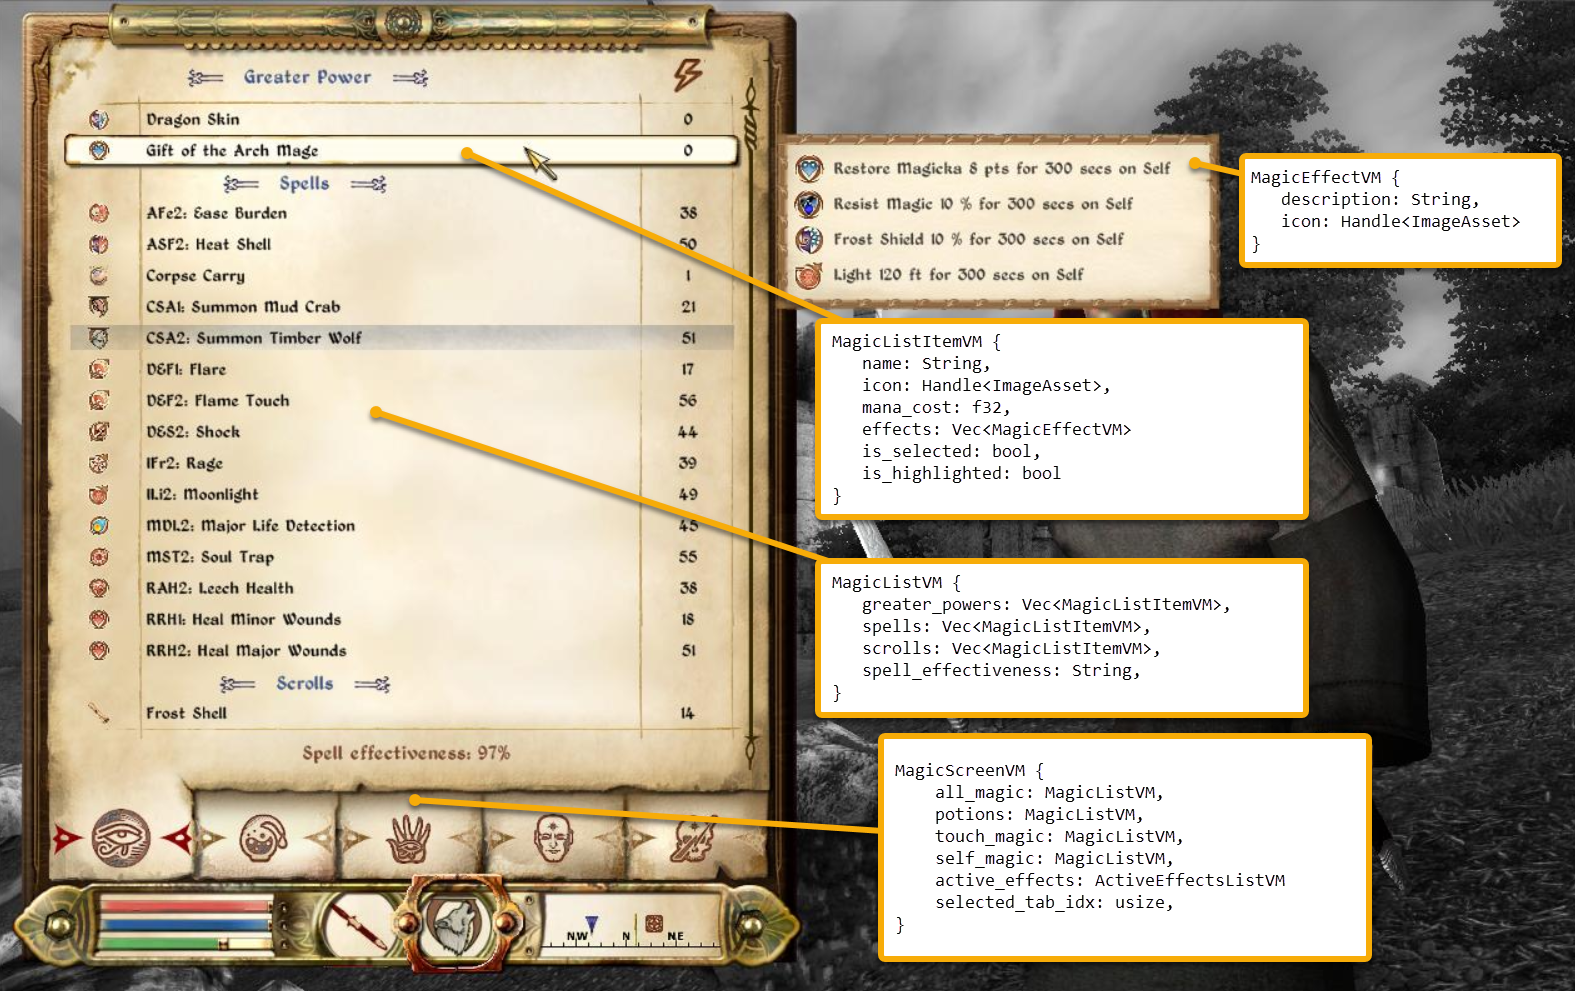 Greater Power
Dragon Skin 0
Gift of the Arch Mage 0
Spells
AFe2: Ease Burden 38
ASF2: Heat Shell 50
Corpse Carry 1
CSA1: Summon Mud Crab 21
CSA2: Summon Timber Wolf 51
D&F1: Flare 17
D&F2: Flame Touch 56
D&S2: Shock 44
IFr2: Rage 39
ILi2: Moonlight 49
MDL2: Major Life Detection 45
MST2: Soul Trap 55
RAH2: Leech Health 38
RRH1: Heal Minor Wounds 18
RRH2: Heal Major Wounds 51
Scrolls
Frost Shell 14
Spell effectiveness: 97%
NW N NE
Restore Magicka 8 pts for 300 secs on Self
Resist Magic 10 % for 300 secs on Self
Frost Shield 10 % for 300 secs on Self
Light 120 ft for 300 secs on Self
MagicEffectVM {
description: String,
icon: Handle<ImageAsset>
}
MagicListItemVM {
name: String,
icon: Handle<ImageAsset>,
mana_cost: f32,
effects: Vec<MagicEffectVM>
is_selected: bool,
is_highlighted: bool
}
MagicListVM {
greater_powers: Vec<MagicListItemVM>,
spells: Vec<MagicListItemVM>,
scrolls: Vec<MagicListItemVM>,
spell_effectiveness: String,
}
MagicScreenVM {
all_magic: MagicListVM,
potions: MagicListVM,
touch_magic: MagicListVM,
self_magic: MagicListVM,
active_effects: ActiveEffectsListVM
selected_tab_idx: usize,
}